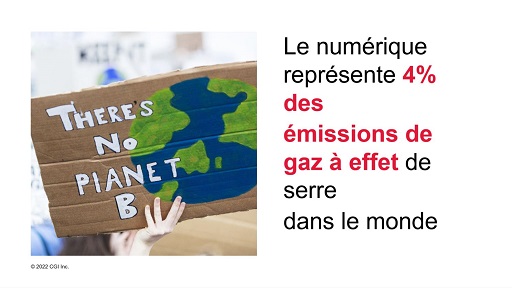 KEEP IT
THERE'S
NO
PLANET
B
Le numérique
représente 4%
des
émissions de
gaz à effet de
serre
dans le monde
© 2022 CGI Inc.